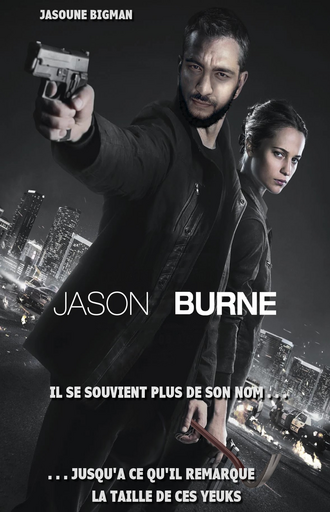 JASOUNE BIGMAN
JASON BURNE
IL SE SOUVIENT PLUS DE SON NOM . . .
. . . JUSQU'A CE QU'IL REMARQUE
LA TAILLE DE CES YEUKS